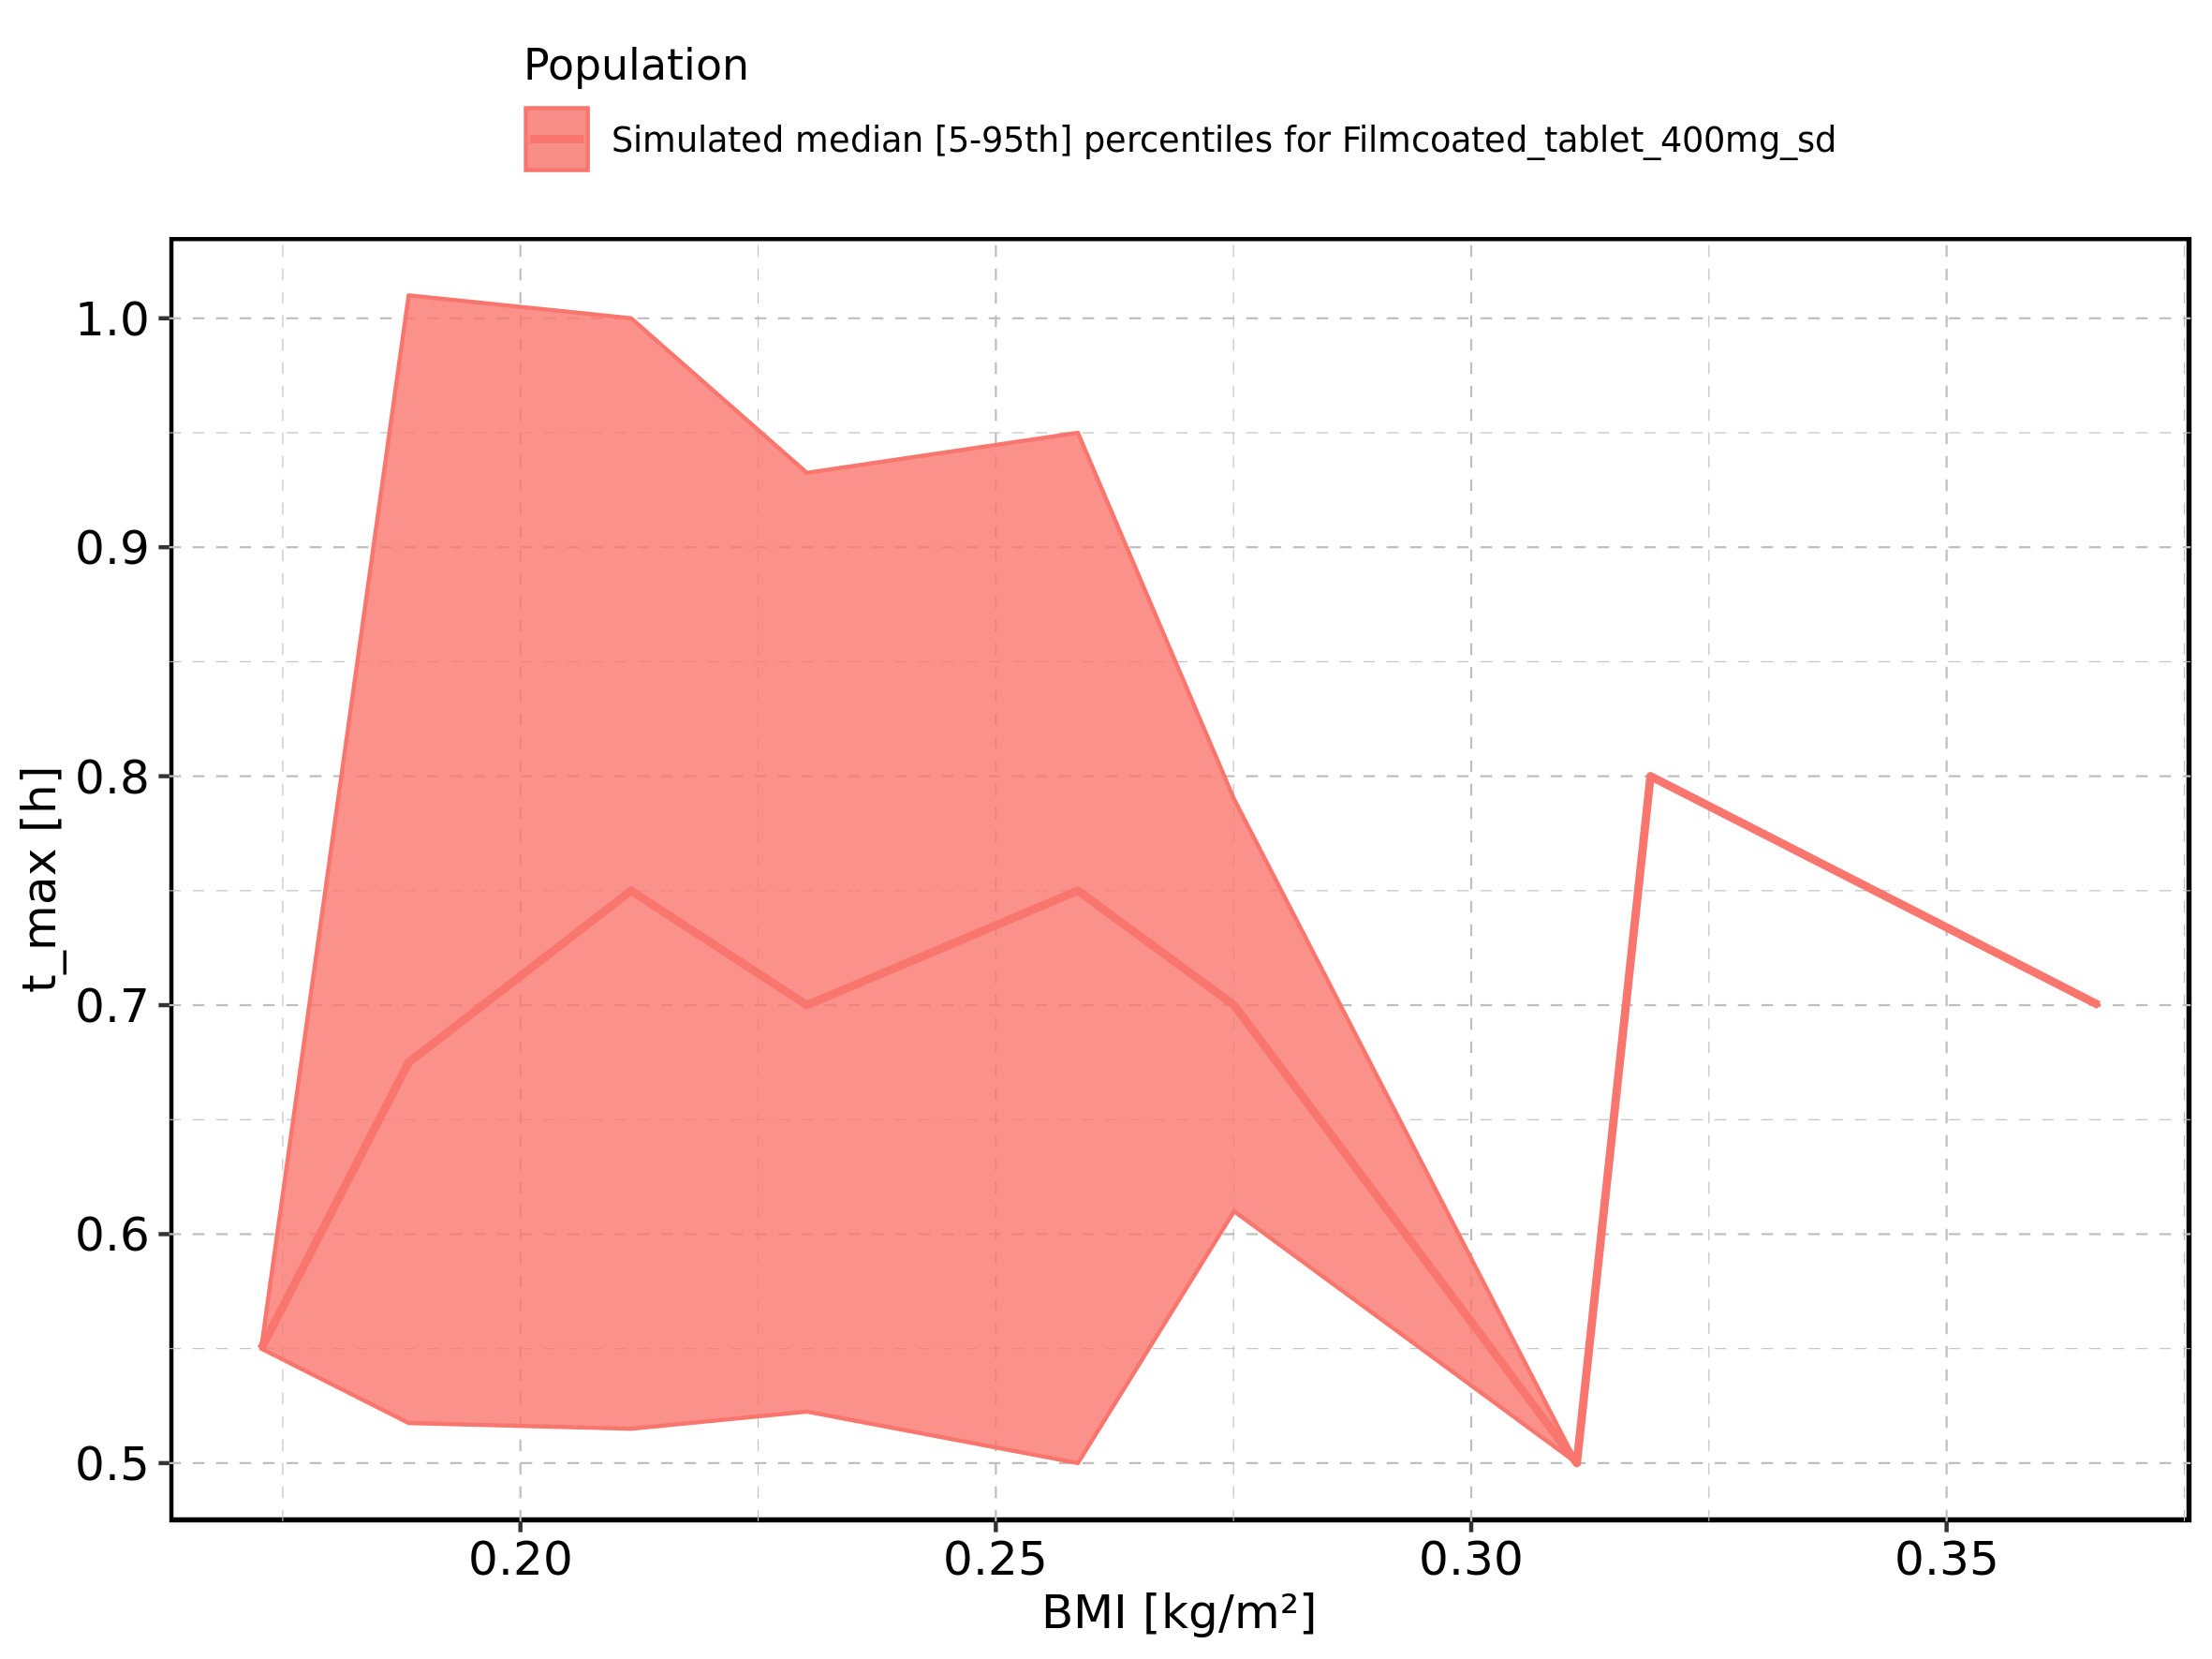 Population
Simulated median [5-95th] percentiles for Filmcoated_tablet_400mg_sd
t_max [h]
1.0
0.9
0.8
0.7
0.6
0.5
0.20 0.25 0.30 0.35
BMI [kg/m²]